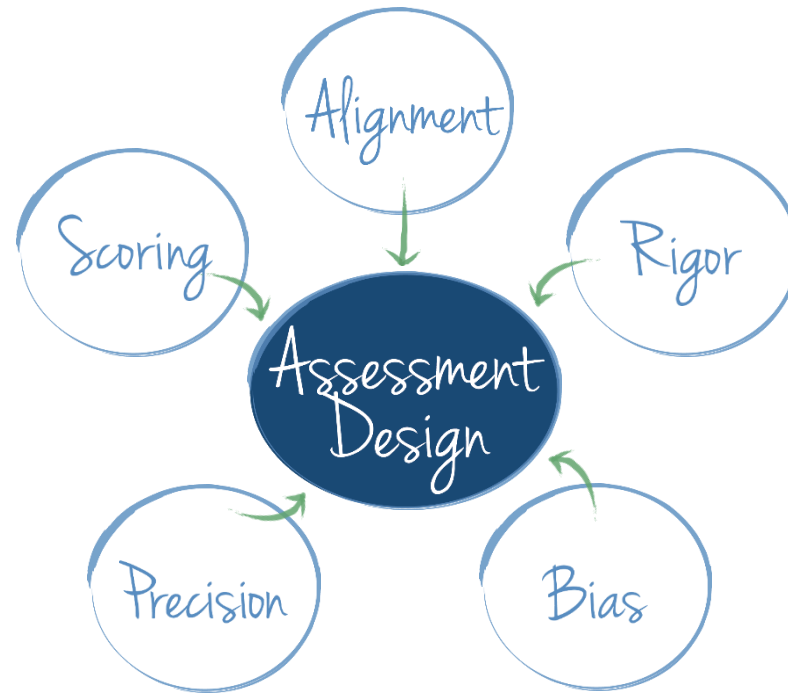 Alignment
Scoring
Rigor
Assessment
Design
Precision
Bias